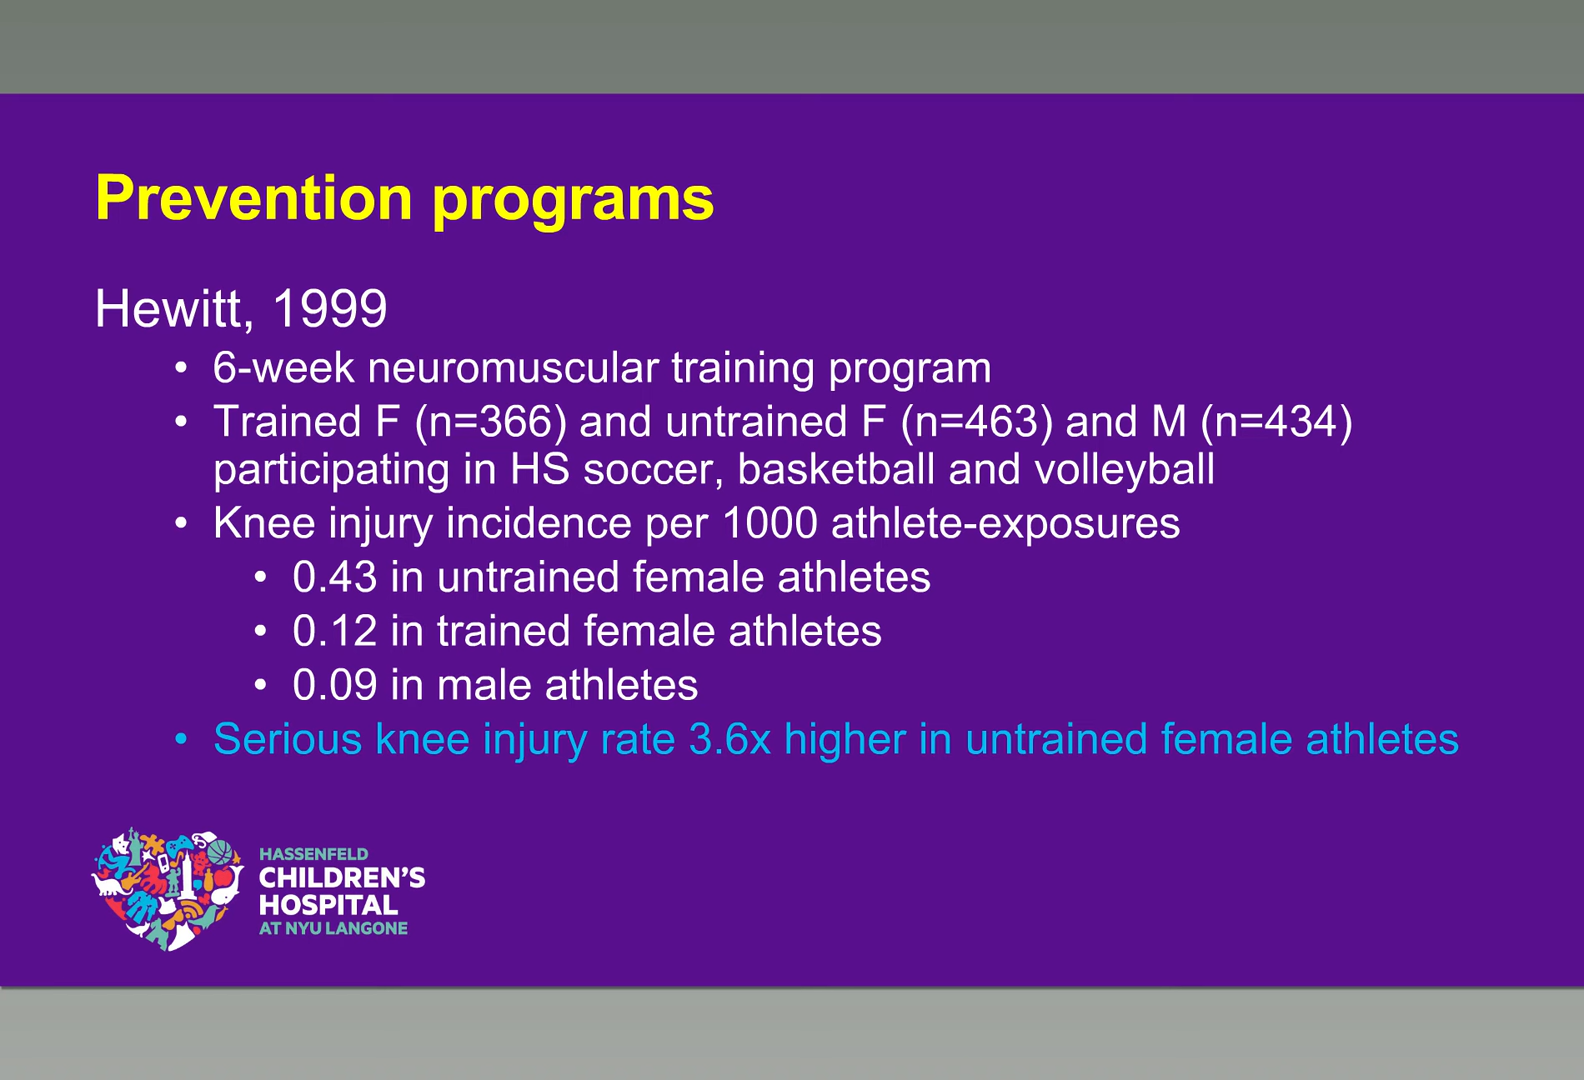 Prevention programs
Hewitt, 1999
• 6-week neuromuscular training program
• Trained F (n=366) and untrained F (n=463) and M (n=434)
participating in HS soccer, basketball and volleyball
• Knee injury incidence per 1000 athlete-exposures
• 0.43 in untrained female athletes
• 0.12 in trained female athletes
• 0.09 in male athletes
• Serious knee injury rate 3.6x higher in untrained female athletes
HASSENFELD
CHILDREN'S
HOSPITAL
AT NYU LANGONE